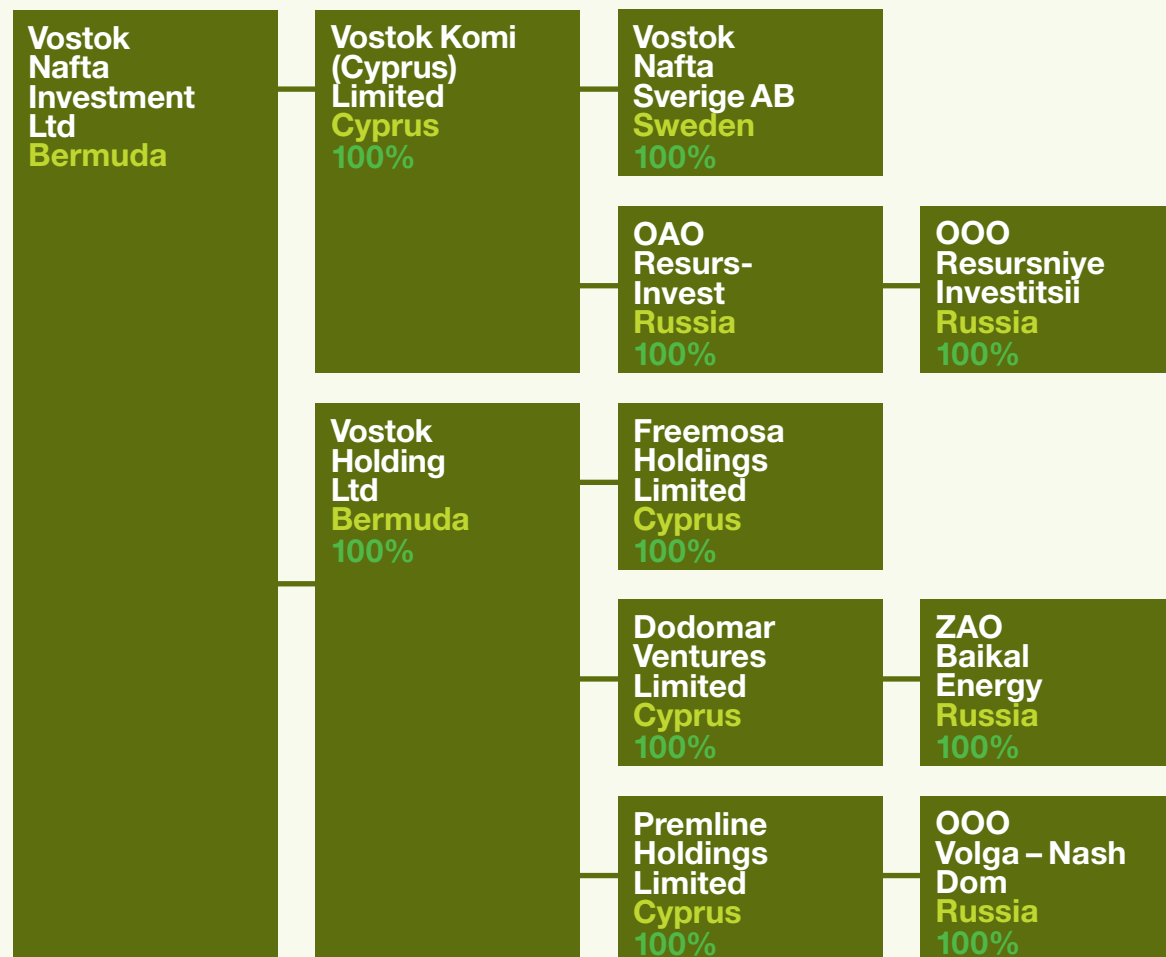 Vostok
Nafta
Investment
Ltd
Bermuda
Vostok Komi
(Cyprus)
Limited
Cyprus
100%
Vostok
Nafta
Sverige AB
Sweden
100%
OAO
Resurs-
Invest
Russia
100%
OOO
Resursniye
Investitsii
Russia
100%
Vostok
Holding
Ltd
Bermuda
100%
Freemosa
Holdings
Limited
Cyprus
100%
Dodomar
Ventures
Limited
Cyprus
100%
ZAO
Baikal
Energy
Russia
100%
Premline
Holdings
Limited
Cyprus
100%
OOO
Volga – Nash
Dom
Russia
100%